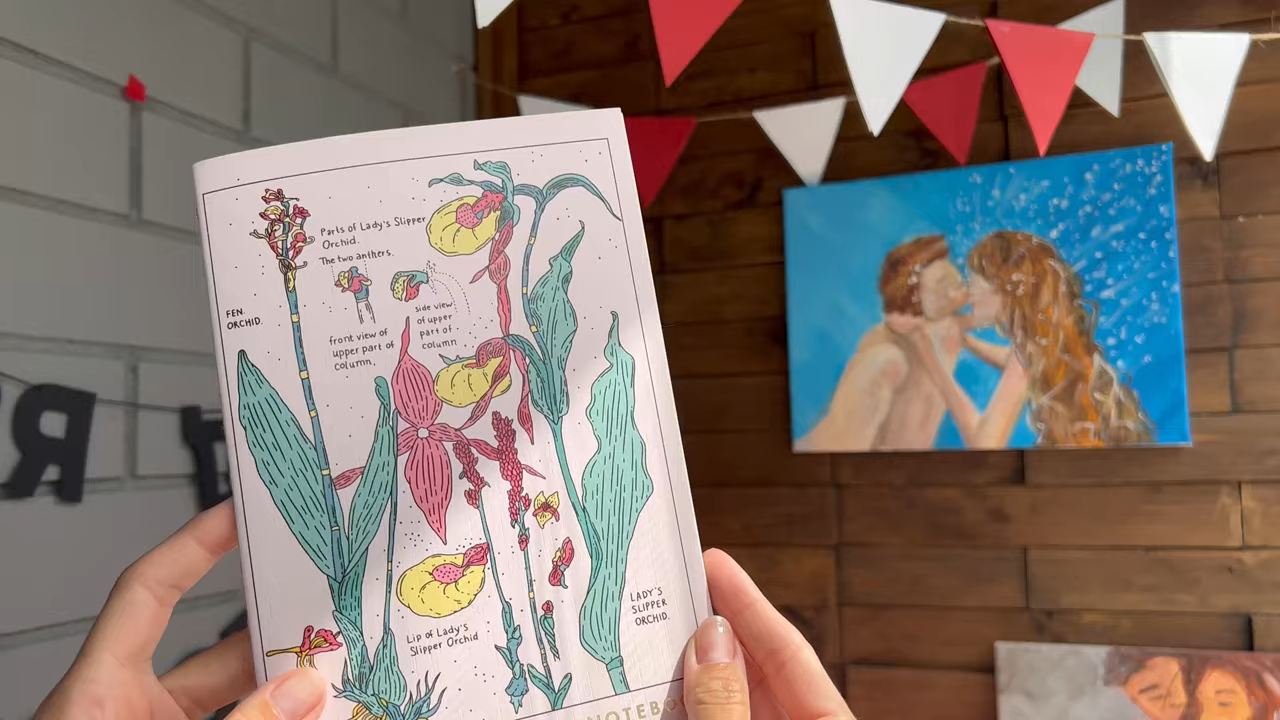 Parts of Lady's Slipper
Orchid.
The two anthers.
FEN
ORCHID.
front view of
upper part of
column.
side view
of upper
part of
column
LADY'S
SLIPPER
ORCHID.
Lip of Lady's
Slipper Orchid
R